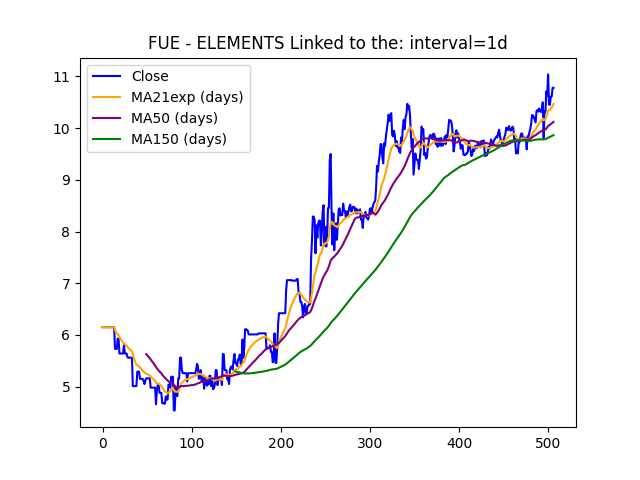 FUE - ELEMENTS Linked to the: interval=1d
Close
MA21exp (days)
MA50 (days)
MA150 (days)
11
10
9
8
7
6
5
0 100 200 300 400 500